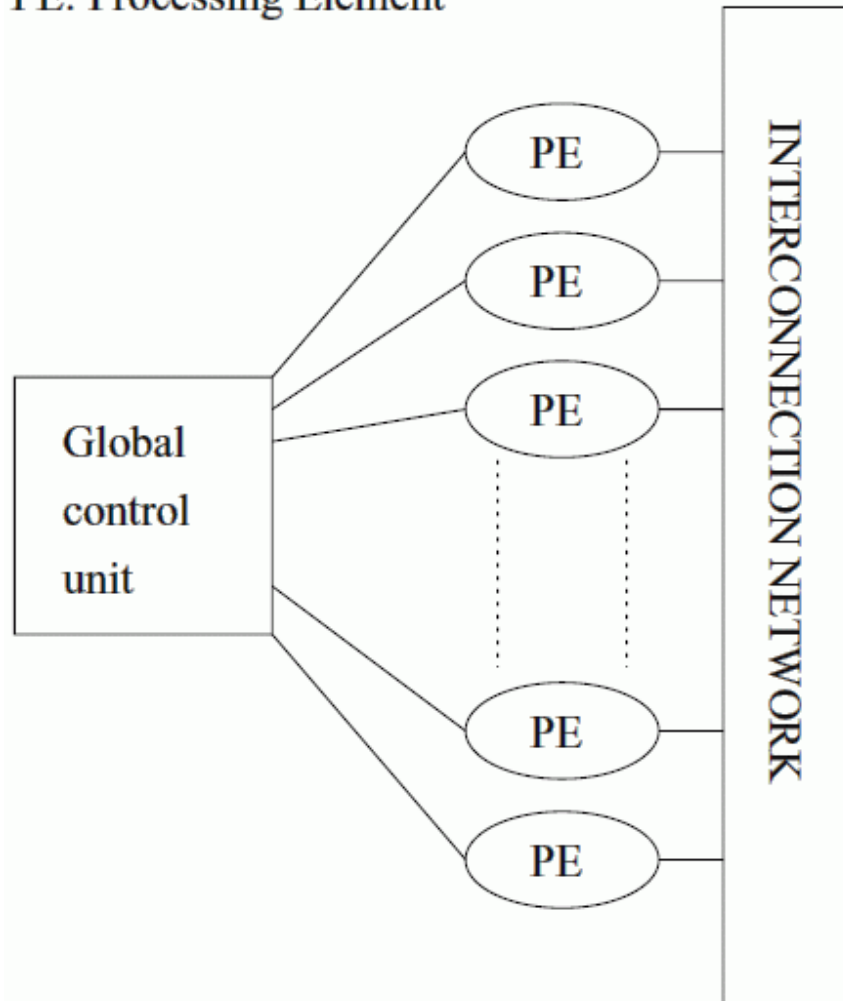 PE: Processing Element
PE
PE
PE
Global
control
unit
PE
PE
INTERCONNECTION NETWORK